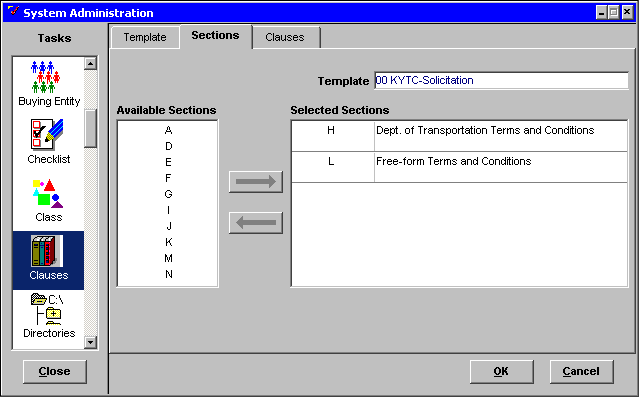 System Administration
Tasks
Buying Entity
Checklist
Class
Clauses
C:\
Directories
Close
Template
Sections
Clauses
Template 00 KYTC-Solicitation
Available Sections
A
D
E
F
G
I
J
K
M
N
Selected Sections
H Dept. of Transportation Terms and Conditions
L Free-form Terms and Conditions
OK
Cancel